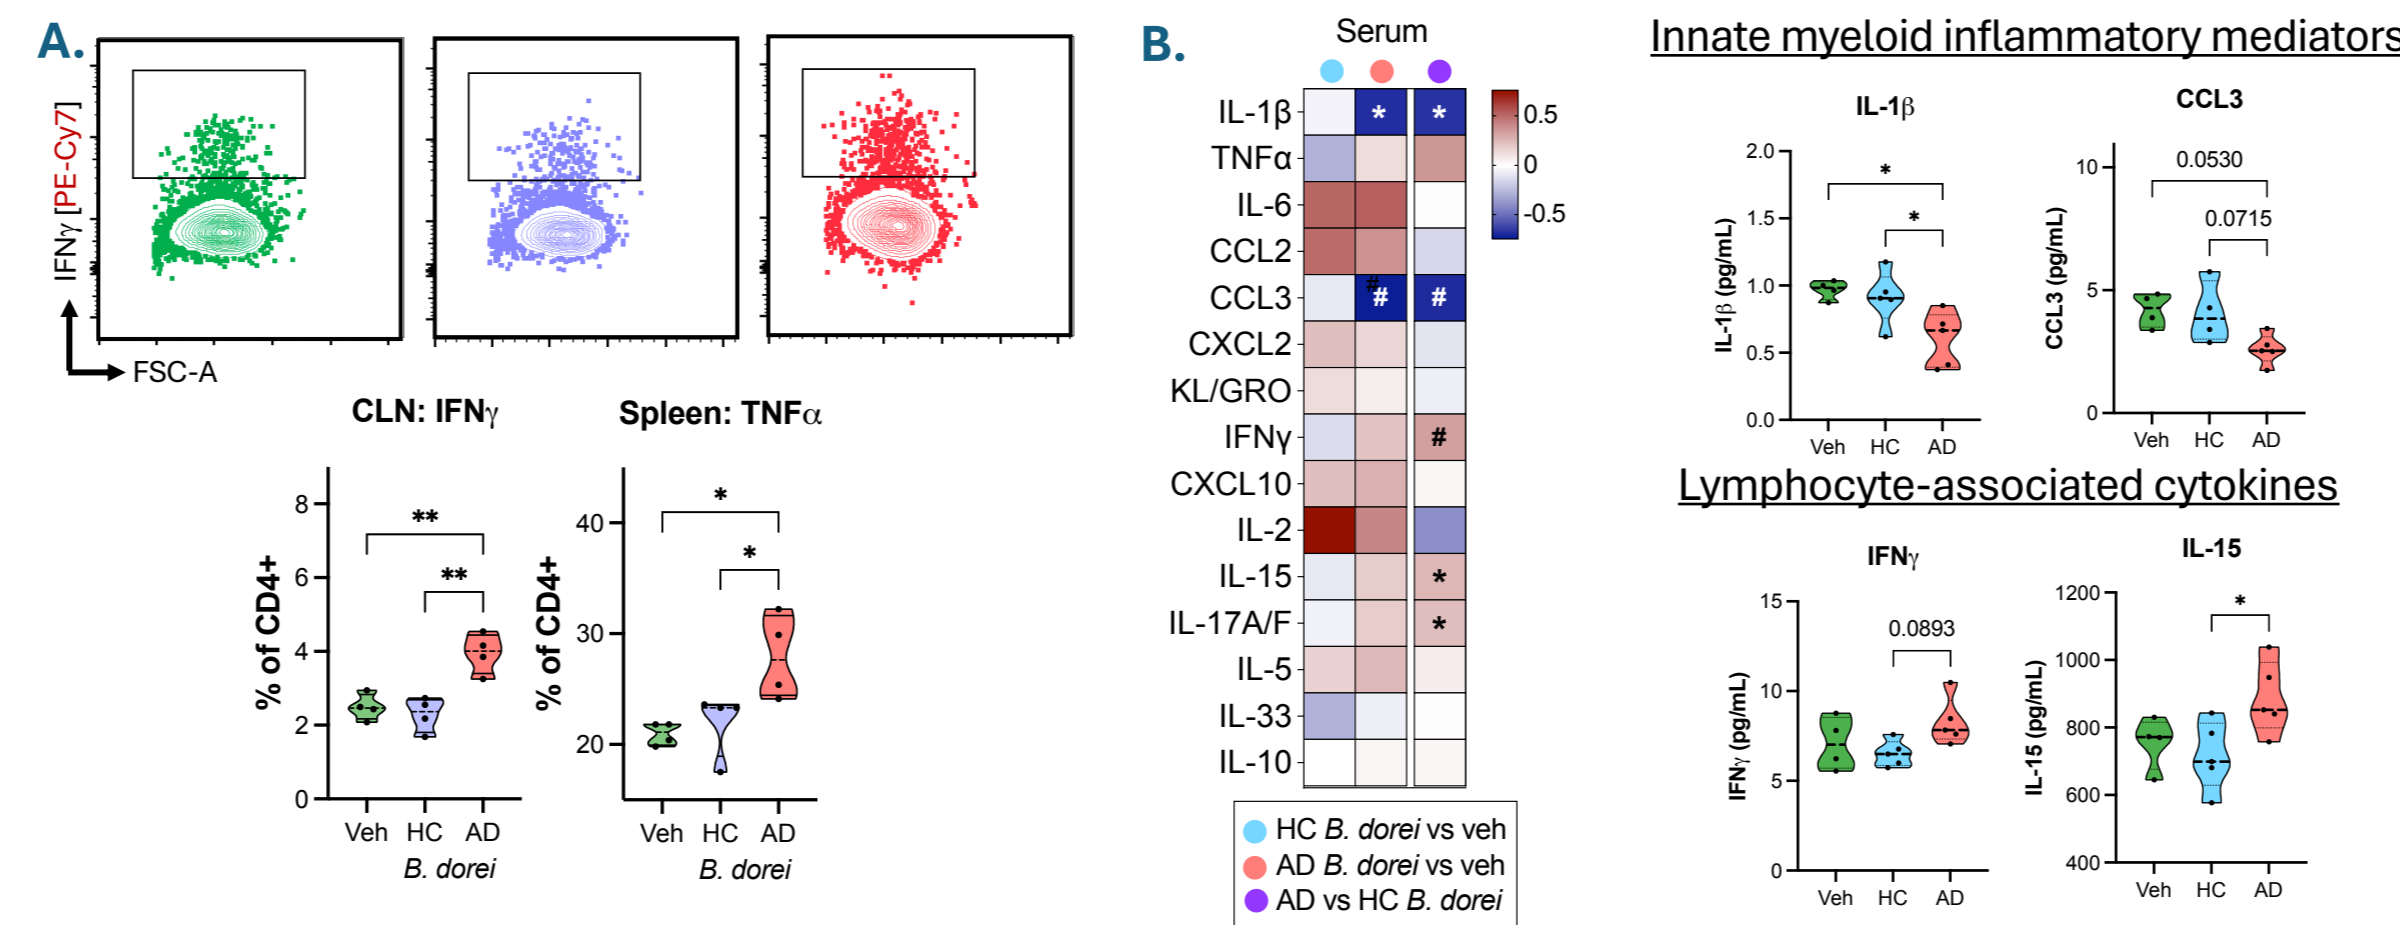 A.
IFNγ [PE-Cy7]
FSC-A
CLN: IFNγ
% of CD4+
8
6
4
2
0
**
**
Veh HC AD
B. dorei
Spleen: TNFα
% of CD4+
40
30
20
*
*
Veh HC AD
B. dorei
B.
Serum
IL-1β * *
TNFα
IL-6
CCL2
CCL3 # # #
CXCL2
KL/GRO
IFNγ #
CXCL10
IL-2
IL-15 *
IL-17A/F *
IL-5
IL-33
IL-10
0.5
0
-0.5
HC B. dorei vs veh
AD B. dorei vs veh
AD vs HC B. dorei
Innate myeloid inflammatory mediators
IL-1β
IL-1β (pg/mL)
2.0
1.5
1.0
0.5
0.0
*
*
Veh HC AD
CCL3
CCL3 (pg/mL)
10
5
0
0.0530
0.0715
Veh HC AD
Lymphocyte-associated cytokines
IFNγ
IFNγ (pg/mL)
15
10
5
0
0.0893
Veh HC AD
IL-15
IL-15 (pg/mL)
1200
1000
800
600
400
*
Veh HC AD